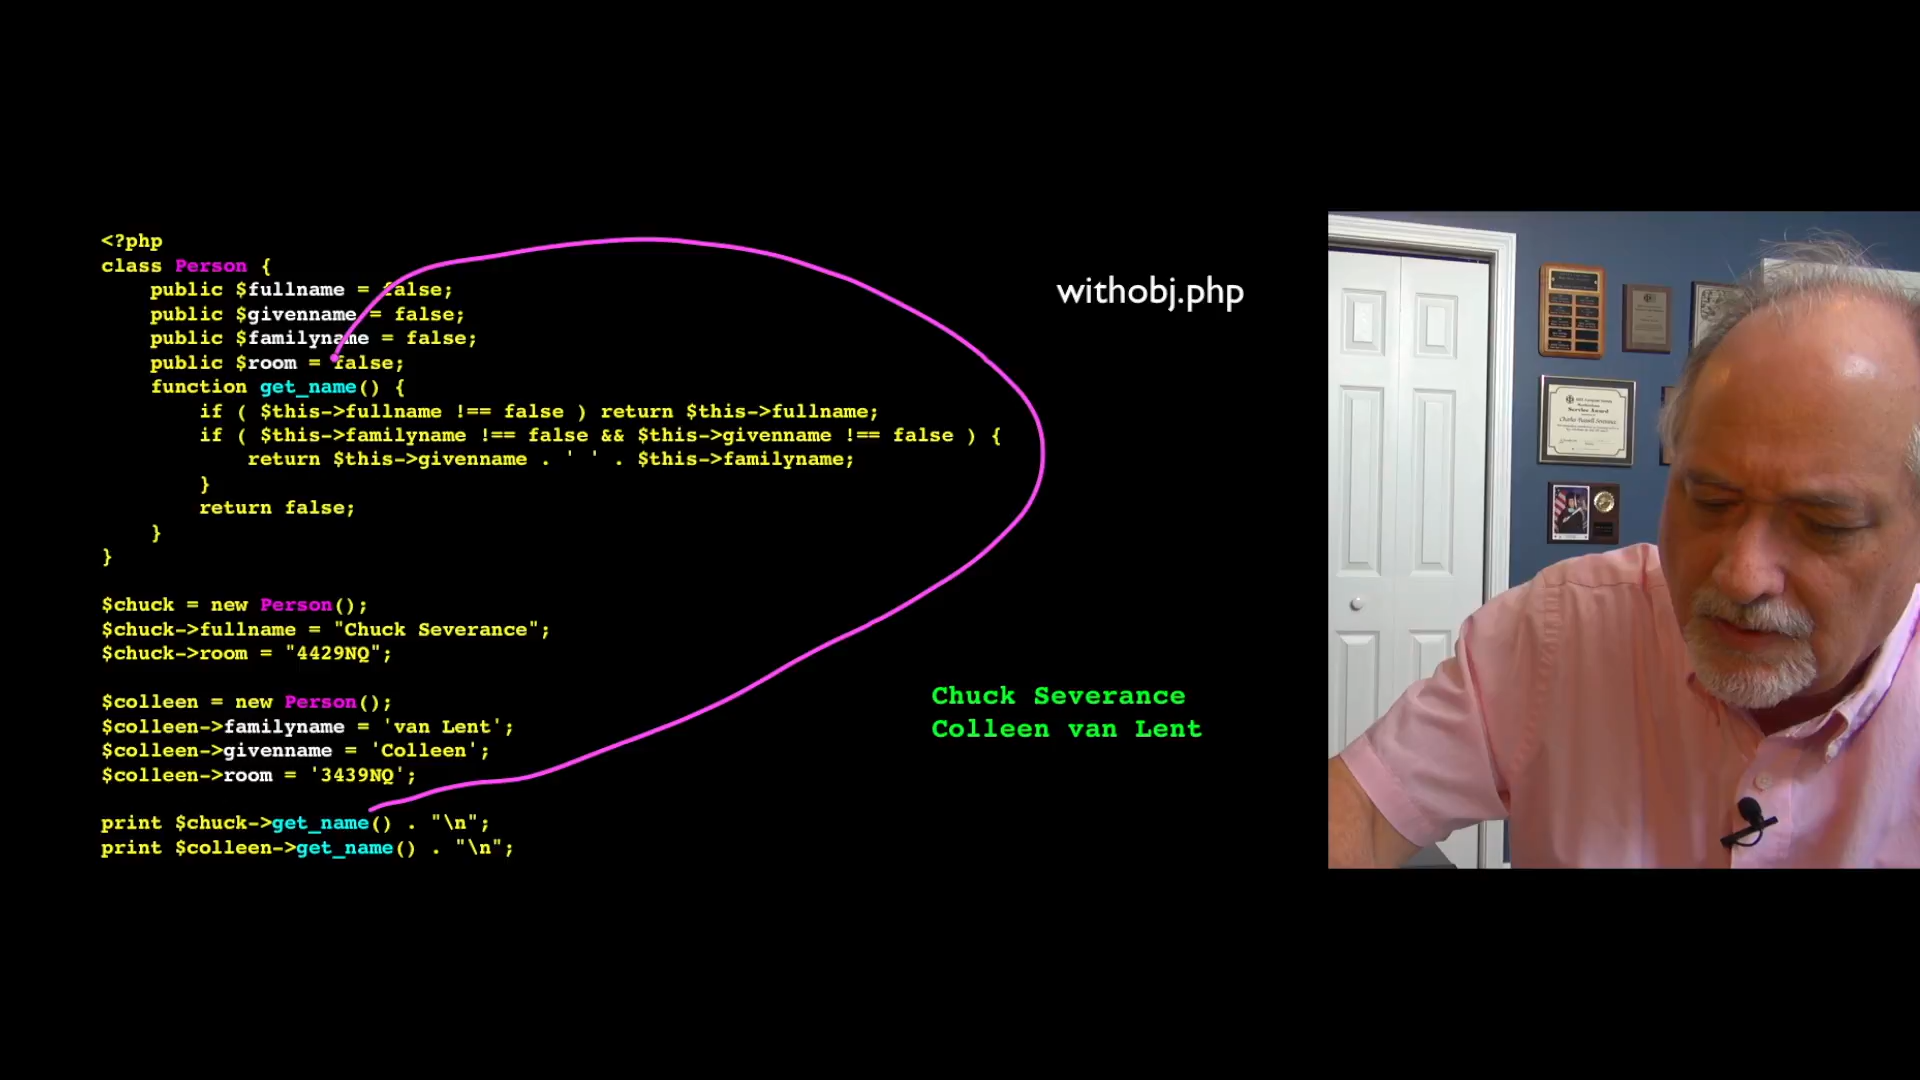 <?php
class Person {
    public $fullname = false;
    public $givenname = false;
    public $familyname = false;
    public $room = false;
    function get_name() {
        if ( $this->fullname !== false ) return $this->fullname;
        if ( $this->familyname !== false && $this->givenname !== false ) {
            return $this->givenname . ' ' . $this->familyname;
        }
        return false;
    }
}
$chuck = new Person();
$chuck->fullname = "Chuck Severance";
$chuck->room = "4429NQ";
$colleen = new Person();
$colleen->familyname = 'van Lent';
$colleen->givenname = 'Colleen';
$colleen->room = '3439NQ';
print $chuck->get_name() . "\n";
print $colleen->get_name() . "\n";
withobj.php
Chuck Severance
Colleen van Lent
Service Award